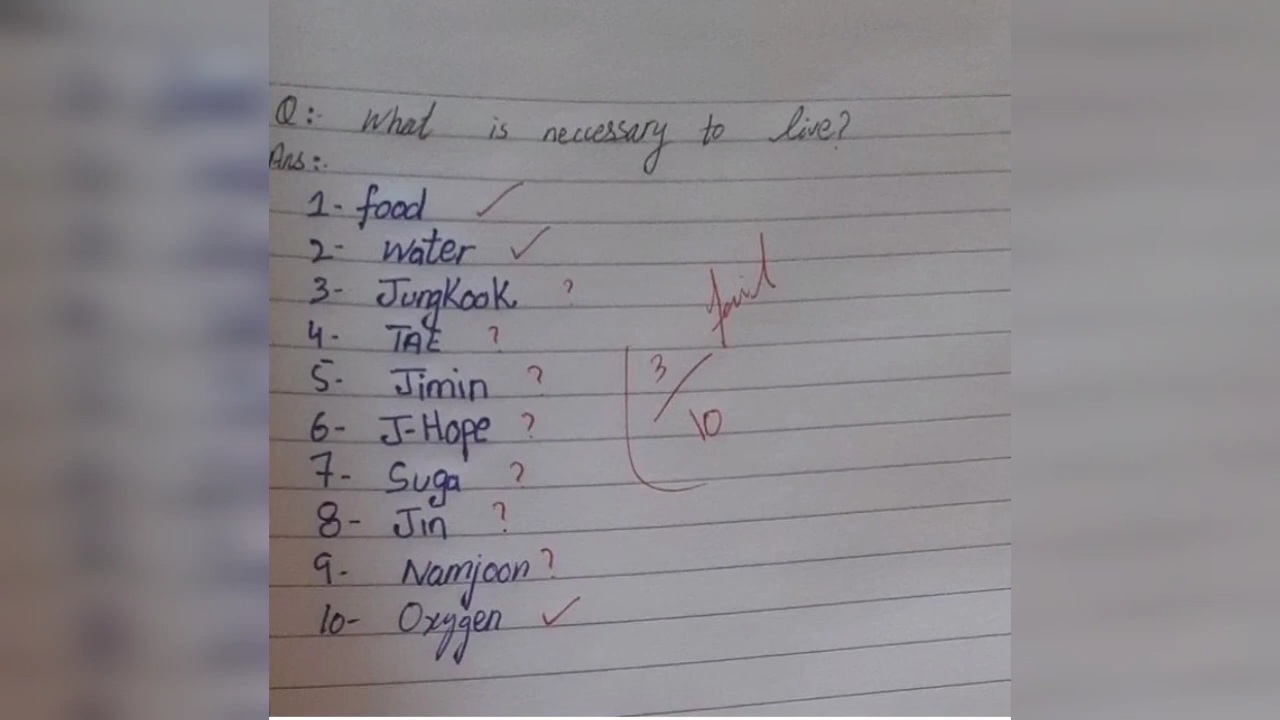 Q:- What is neccessary to live?
Ans:-
1- food
2- water
3- JungKooK ?
4- TAE ?
5- Jimin ?
6- J-Hope ?
7- Suga ?
8- Jin ?
9- Namjoon ?
10- Oxygen
fail
3/10